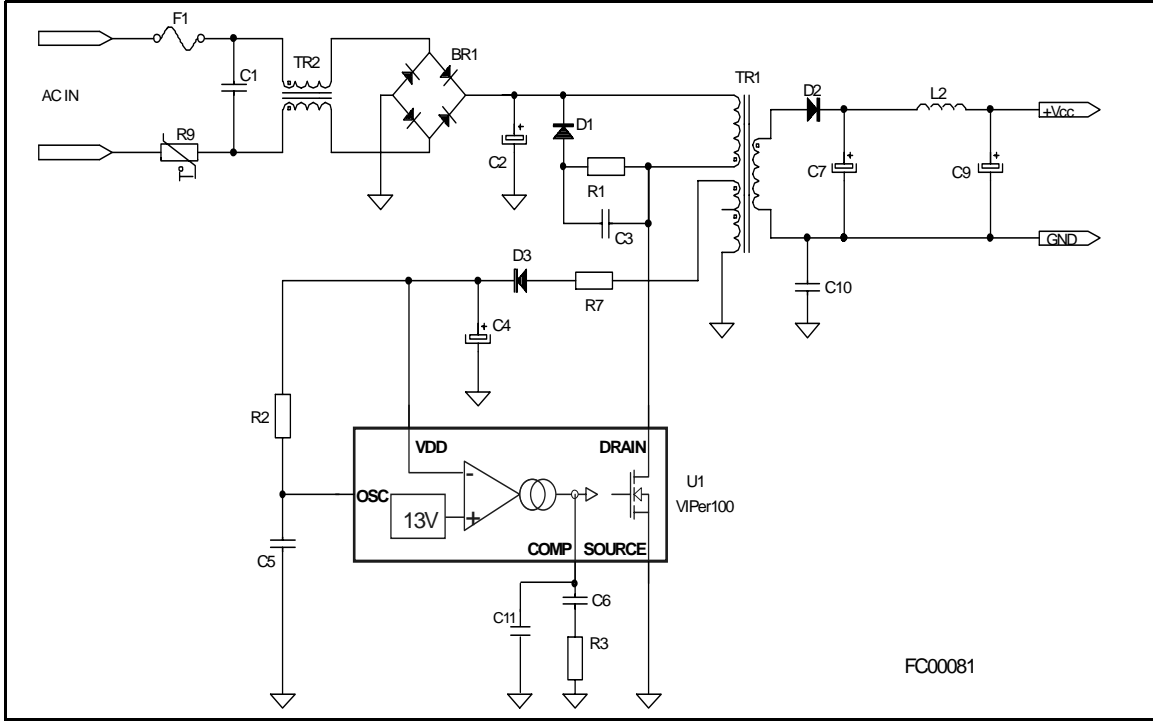 F1
BR1
TR2
C1
TR1
AC IN
D2
L2
+Vcc
D1
R9
C2
C7
C9
R1
C3
GND
D3
C10
R7
C4
R2
VDD
DRAIN
U1
VIPer100
OSC
-
13V
+
COMP SOURCE
C5
C6
C11
R3
FC00081